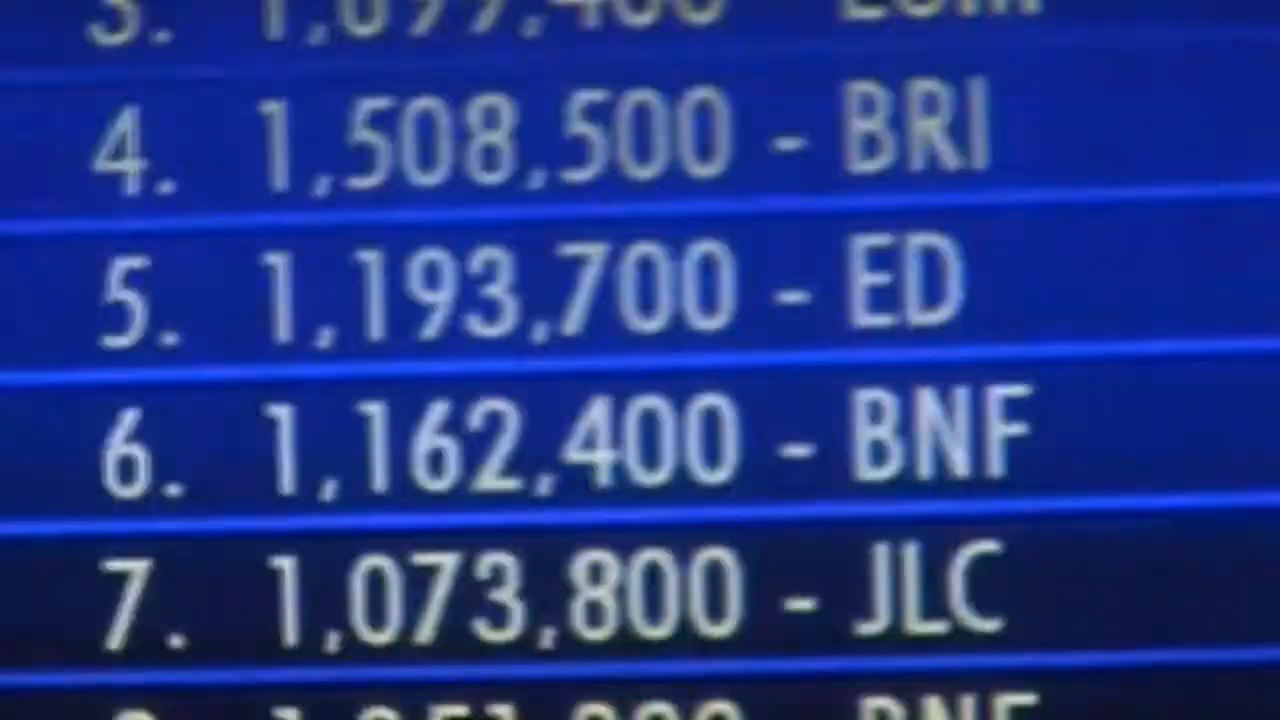 4. 1,508,500 - BRI
5. 1,193,700 - ED
6. 1,162,400 - BNF
7. 1,073,800 - JLC